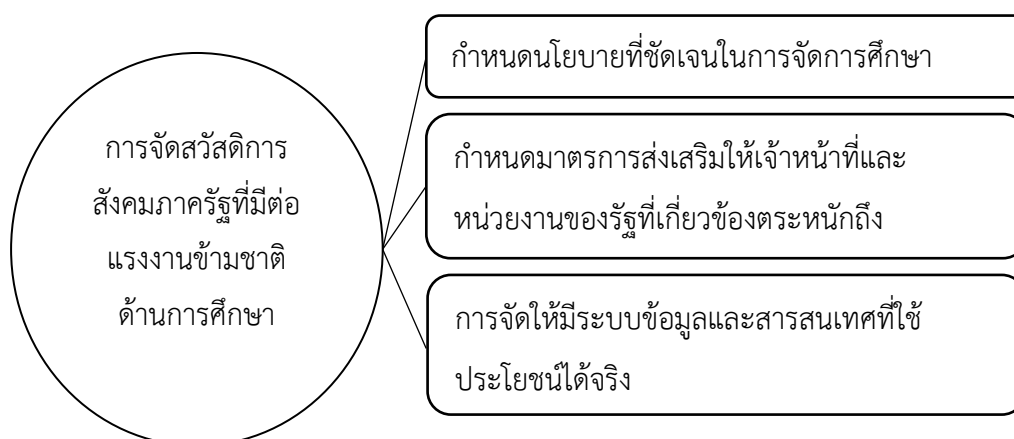 การจัดสวัสดิการ
สังคมภาครัฐที่มีต่อ
แรงงานข้ามชาติ
ด้านการศึกษา
กำหนดนโยบายที่ชัดเจนในการจัดการศึกษา
กำหนดมาตรการส่งเสริมให้เจ้าหน้าที่และ
หน่วยงานของรัฐที่เกี่ยวข้องตระหนักถึง
การจัดให้มีระบบข้อมูลและสารสนเทศที่ใช้
ประโยชน์ได้จริง